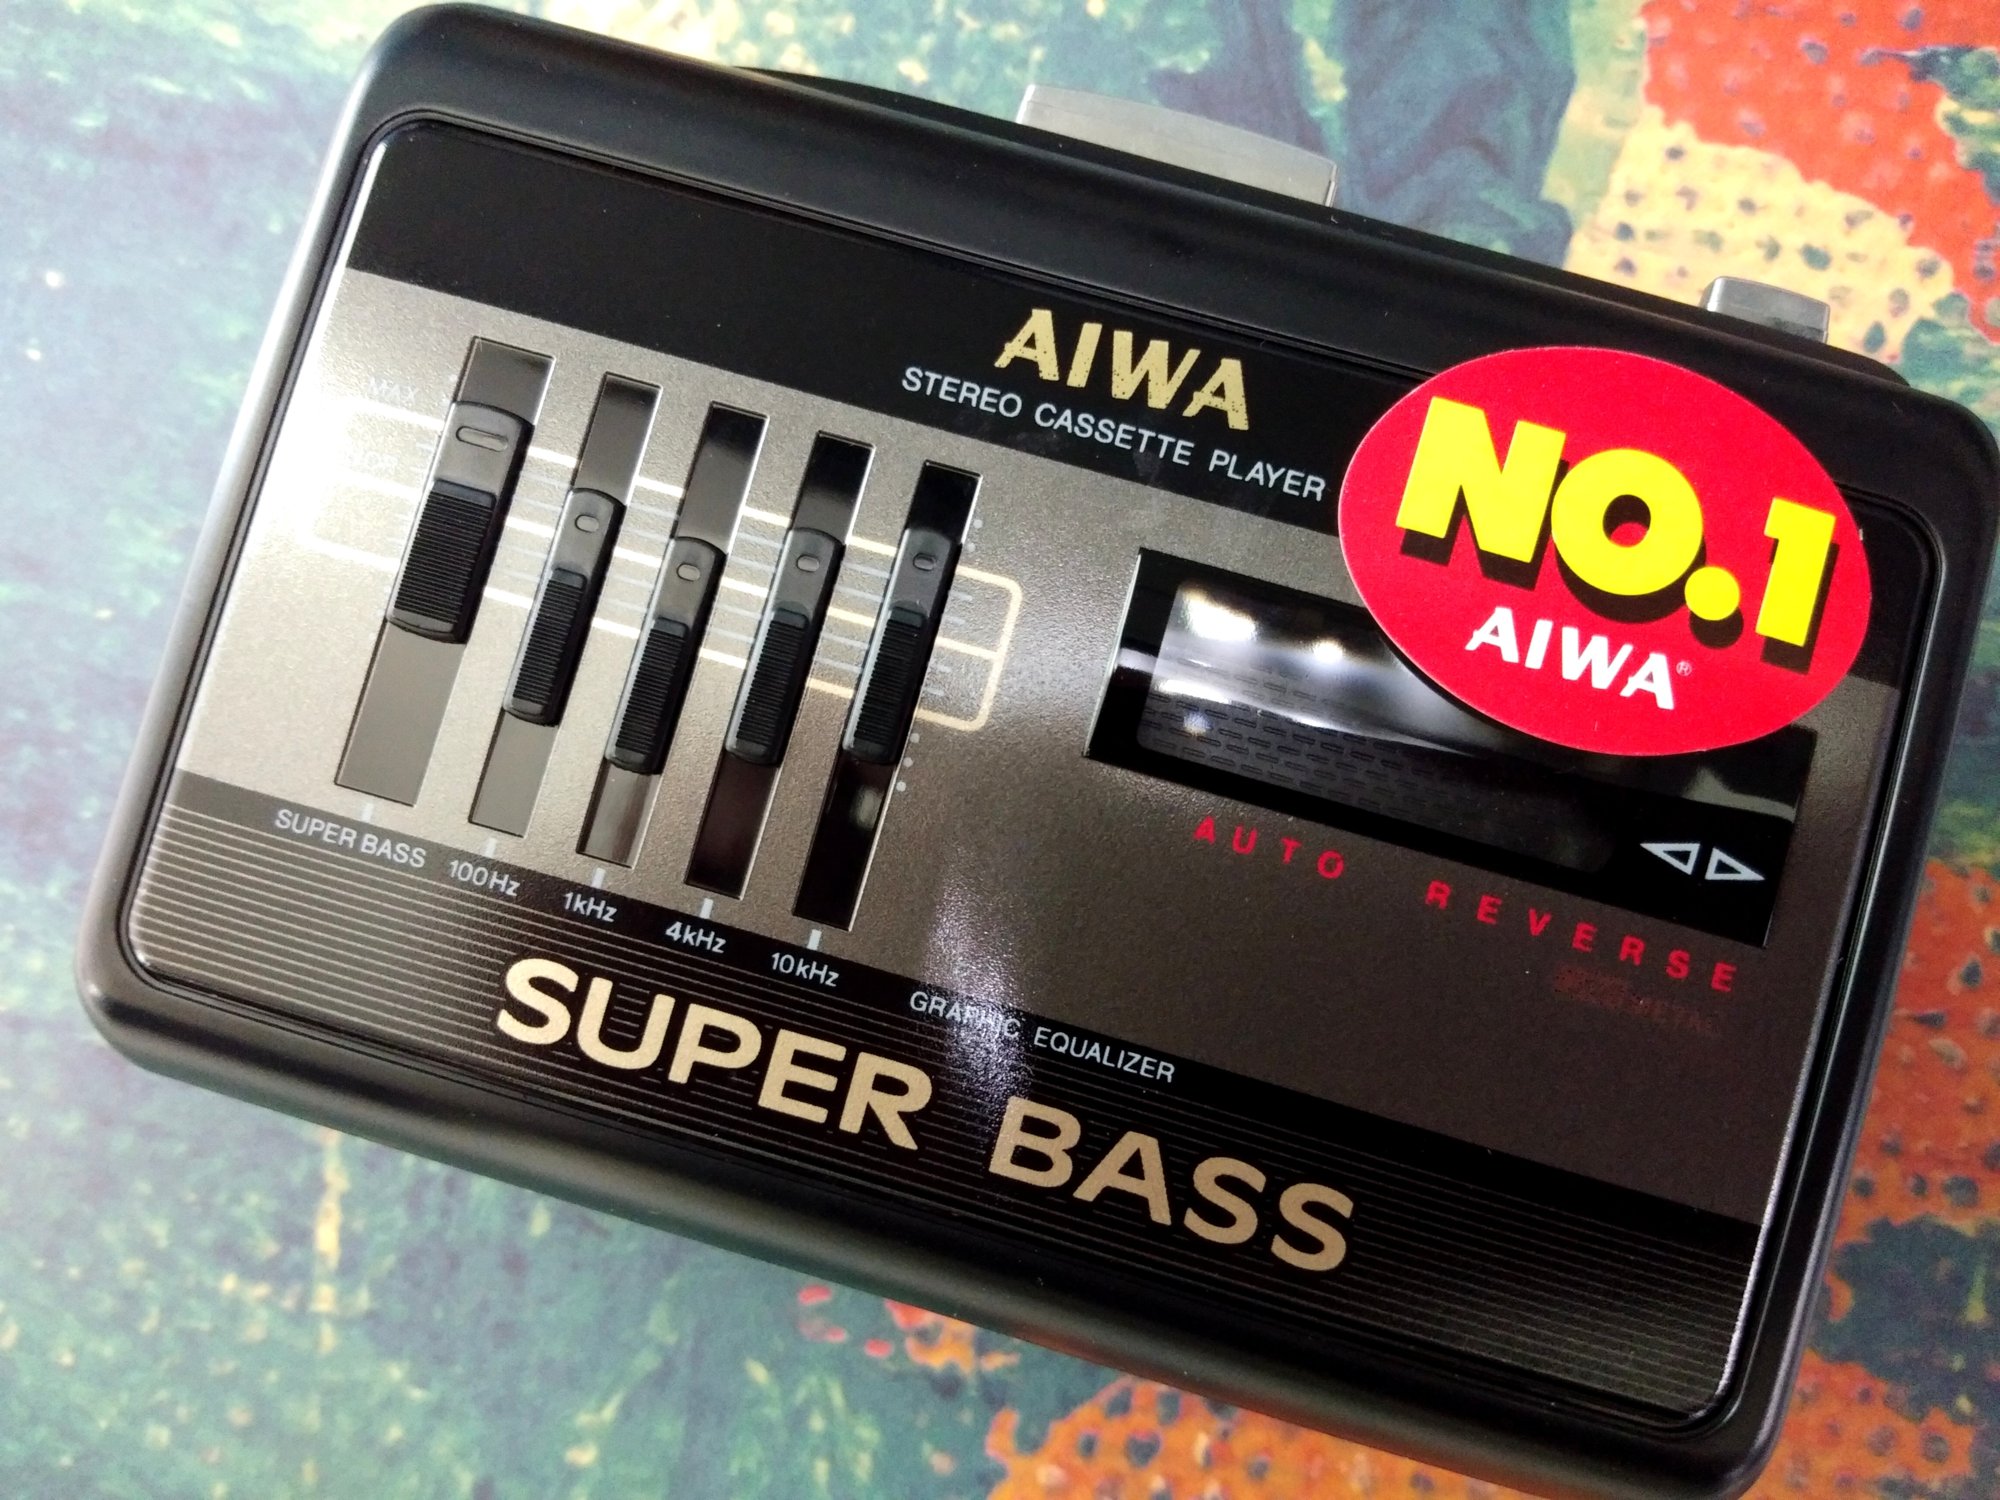 AIWA
STEREO CASSETTE PLAYER
NO.1
AIWA®
MAX
AUTO REVERSE
SUPER BASS
100Hz
1kHz
4kHz
10kHz
GRAPHIC EQUALIZER
SUPER BASS